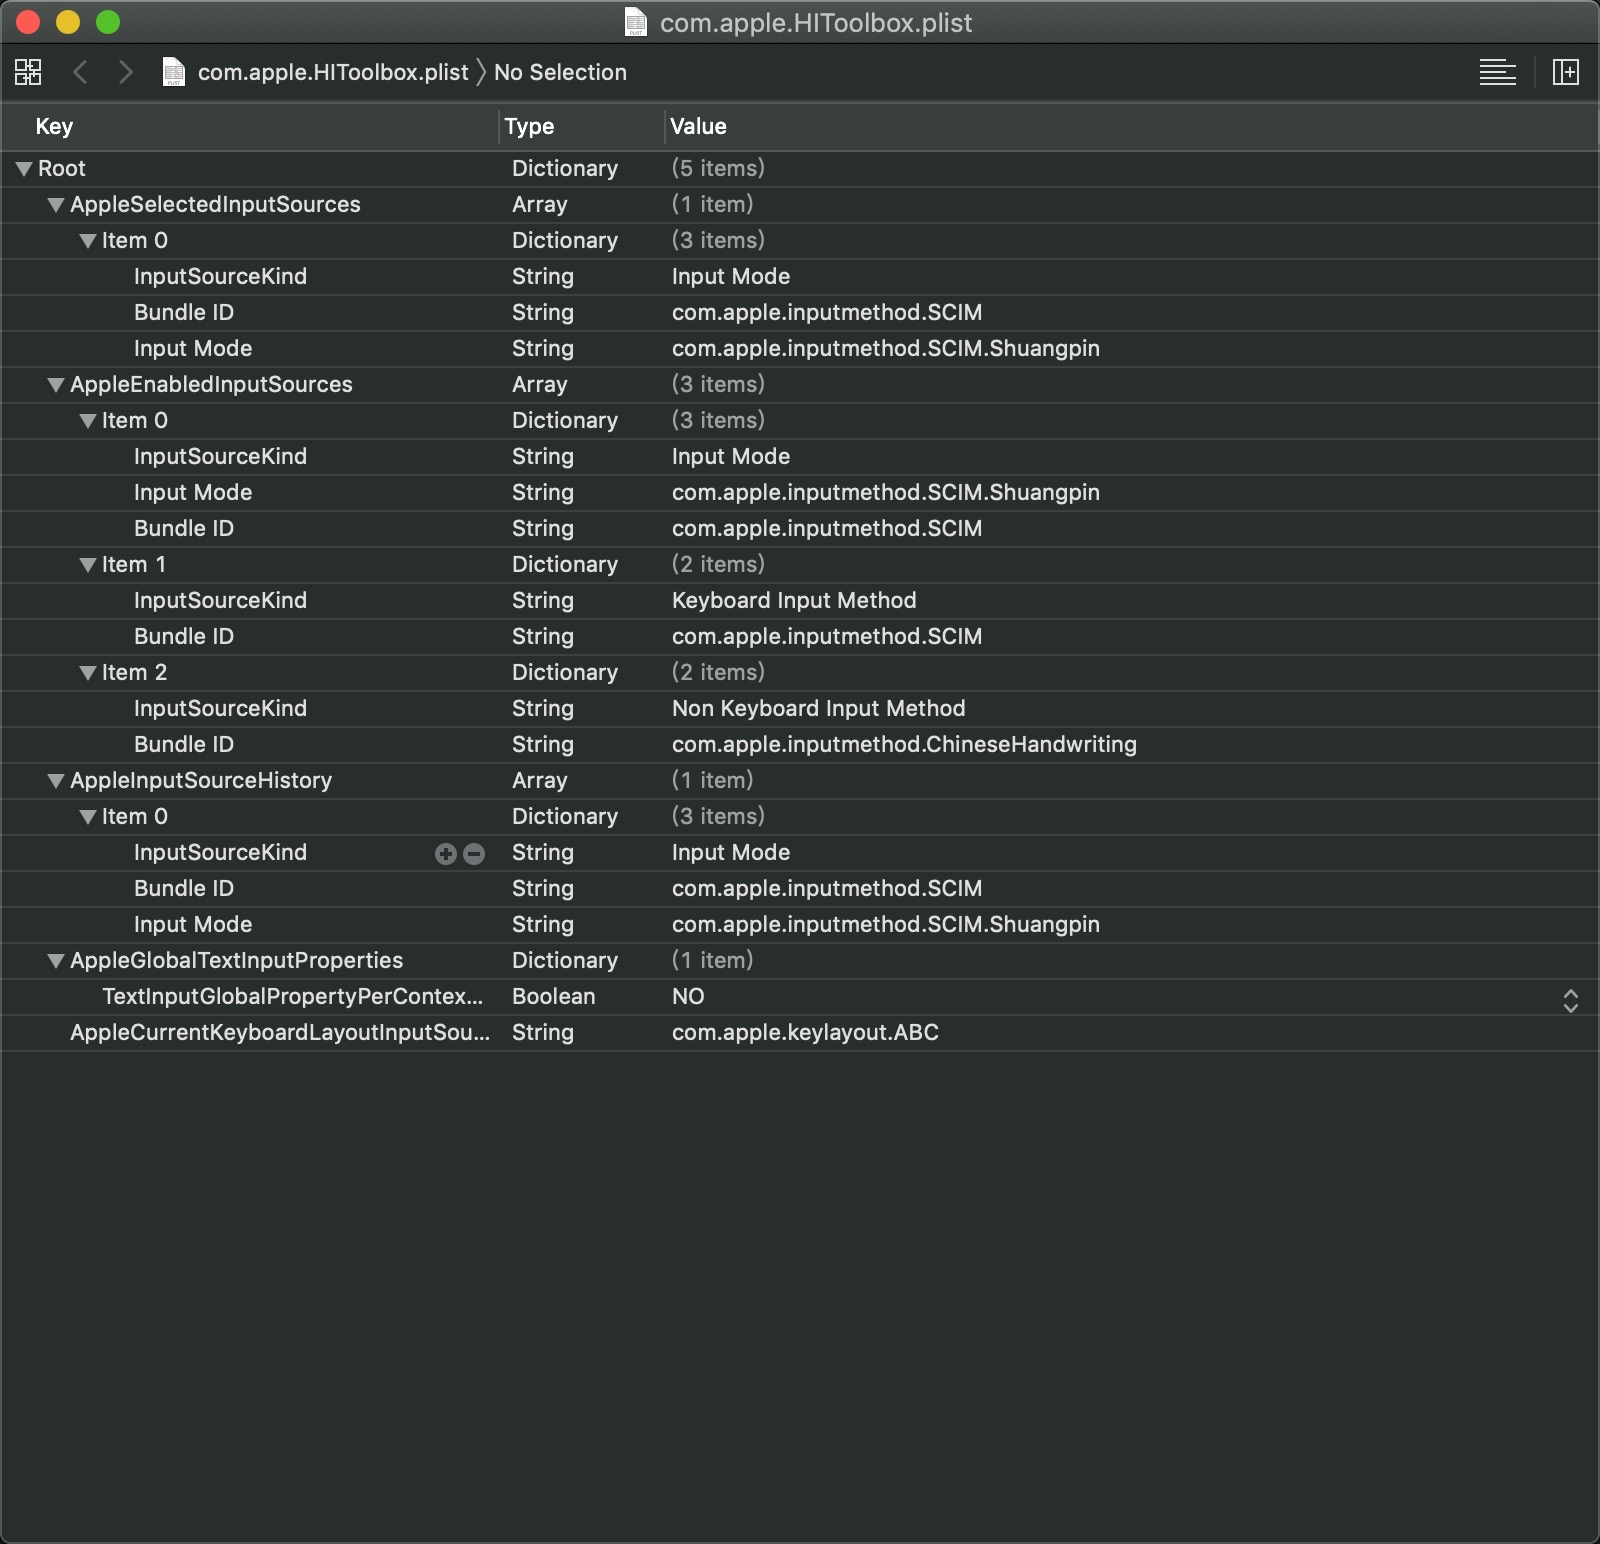 com.apple.HIToolbox.plist
com.apple.HIToolbox.plist 〉 No Selection
Key Type Value
Root Dictionary (5 items)
AppleSelectedInputSources Array (1 item)
Item 0 Dictionary (3 items)
InputSourceKind String Input Mode
Bundle ID String com.apple.inputmethod.SCIM
Input Mode String com.apple.inputmethod.SCIM.Shuangpin
AppleEnabledInputSources Array (3 items)
Item 0 Dictionary (3 items)
InputSourceKind String Input Mode
Input Mode String com.apple.inputmethod.SCIM.Shuangpin
Bundle ID String com.apple.inputmethod.SCIM
Item 1 Dictionary (2 items)
InputSourceKind String Keyboard Input Method
Bundle ID String com.apple.inputmethod.SCIM
Item 2 Dictionary (2 items)
InputSourceKind String Non Keyboard Input Method
Bundle ID String com.apple.inputmethod.ChineseHandwriting
AppleInputSourceHistory Array (1 item)
Item 0 Dictionary (3 items)
InputSourceKind String Input Mode
Bundle ID String com.apple.inputmethod.SCIM
Input Mode String com.apple.inputmethod.SCIM.Shuangpin
AppleGlobalTextInputProperties Dictionary (1 item)
TextInputGlobalPropertyPerContex... Boolean NO
AppleCurrentKeyboardLayoutInputSou... String com.apple.keylayout.ABC